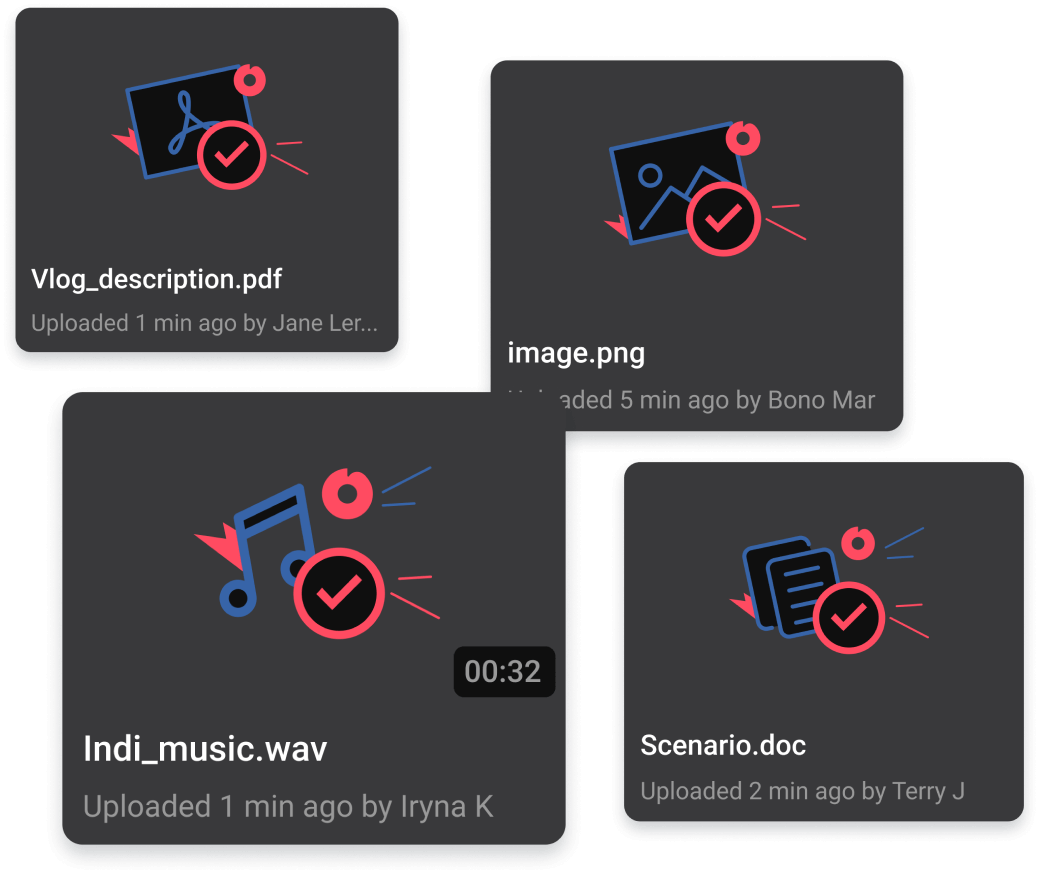 Vlog_description.pdf
Uploaded 1 min ago by Jane Ler...
image.png
5 min ago by Bono Mar
00:32
Indi_music.wav
Uploaded 1 min ago by Iryna K
Scenario.doc
Uploaded 2 min ago by Terry J